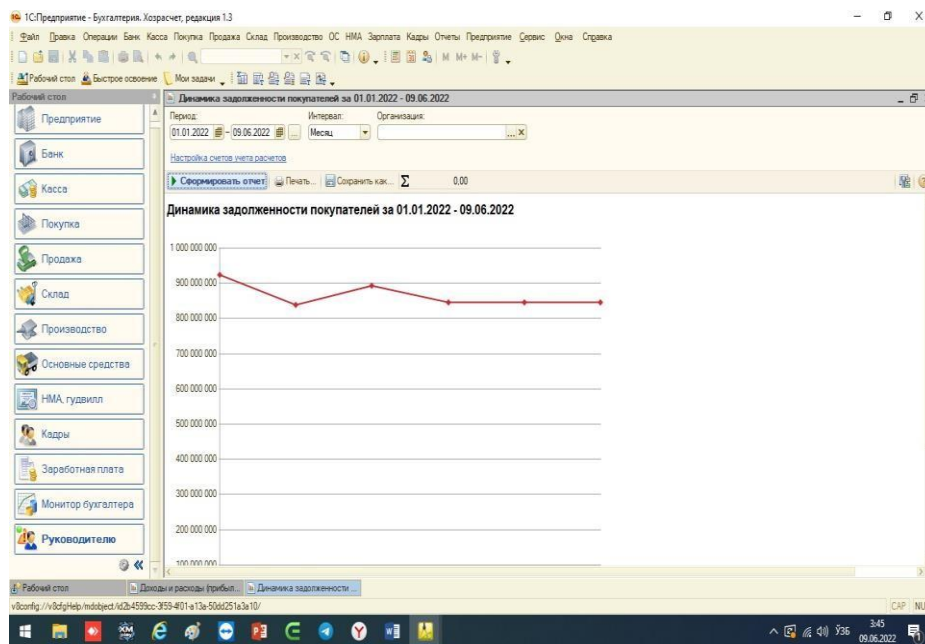 1С:Предприятие - Бухгалтерия. Хозрасчет, редакция 1.3
Файл Правка Операции Банк Касса Покупка Продажа Склад Производство ОС НМА Зарплата Кадры Отчеты Предприятие Сервис Окна Справка
M M+ M-
Рабочий стол Быстрое освоение Мои задачи
Рабочий стол
Динамика задолженности покупателей за 01.01.2022 - 09.06.2022
Предприятие
Банк
Касса
Покупка
Продажа
Склад
Производство
Основные средства
НМА, гудвилл
Кадры
Заработная плата
Монитор бухгалтера
Руководителю
Период: Интервал: Организация:
01.01.2022 - 09.06.2022 ... Месяц ... x
Настройка счетов учета расчетов
Сформировать отчет Печать... Сохранить как... Σ 0,00
Динамика задолженности покупателей за 01.01.2022 - 09.06.2022
1 000 000 000
900 000 000
800 000 000
700 000 000
600 000 000
500 000 000
400 000 000
300 000 000
200 000 000
100 000 000
Рабочий стол Доходы и расходы (прибыл... Динамика задолженности ...
CAP NU
ЎЗБ 3:45
09.06.2022